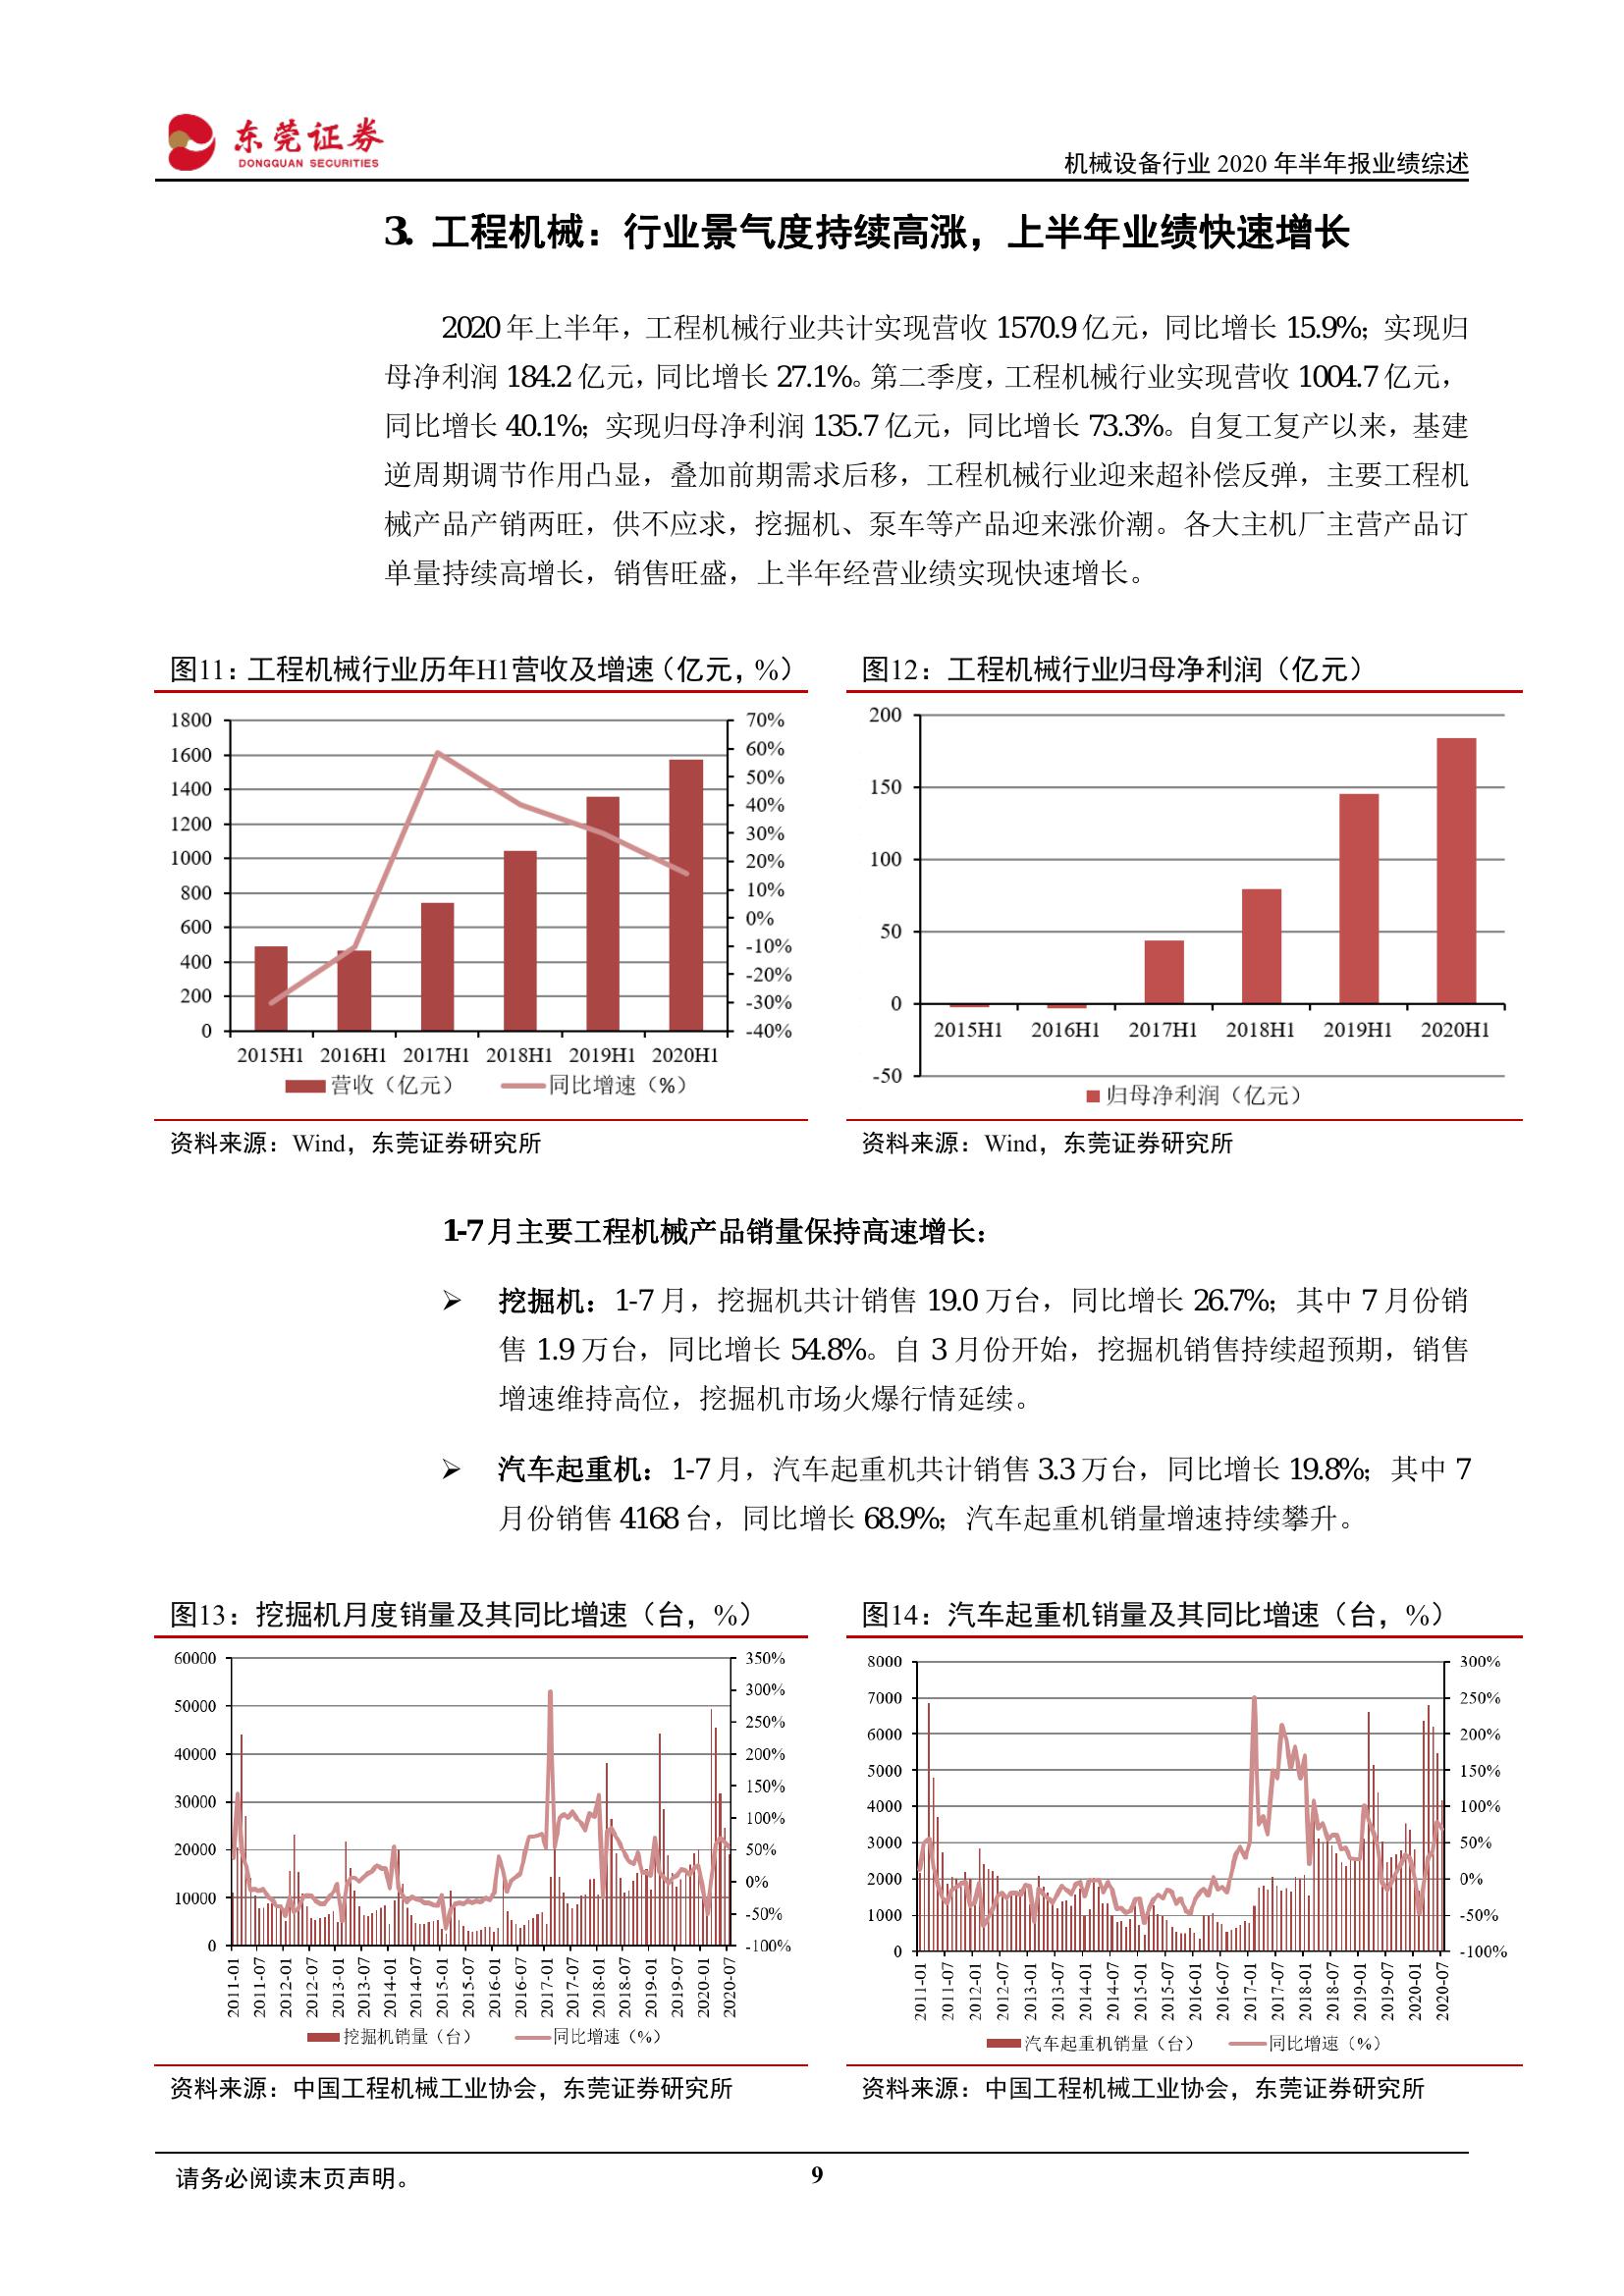 东莞证券
DONGGUAN SECURITIES
机械设备行业 2020 年半年报业绩综述
3. 工程机械：行业景气度持续高涨，上半年业绩快速增长
2020 年上半年，工程机械行业共计实现营收 1570.9 亿元，同比增长 15.9%；实现归
母净利润 184.2 亿元，同比增长 27.1%。第二季度，工程机械行业实现营收 1004.7 亿元，
同比增长 40.1%；实现归母净利润 135.7 亿元，同比增长 73.3%。自复工复产以来，基建
逆周期调节作用凸显，叠加前期需求后移，工程机械行业迎来超补偿反弹，主要工程机
械产品产销两旺，供不应求，挖掘机、泵车等产品迎来涨价潮。各大主机厂主营产品订
单量持续高增长，销售旺盛，上半年经营业绩实现快速增长。
图11：工程机械行业历年H1营收及增速（亿元，%）
1800
1600
1400
1200
1000
800
600
400
200
0
70%
60%
50%
40%
30%
20%
10%
0%
-10%
-20%
-30%
-40%
2015H1 2016H1 2017H1 2018H1 2019H1 2020H1
营收（亿元） 同比增速（%）
资料来源：Wind，东莞证券研究所
图12：工程机械行业归母净利润（亿元）
200
150
100
50
0
-50
2015H1 2016H1 2017H1 2018H1 2019H1 2020H1
归母净利润（亿元）
资料来源：Wind，东莞证券研究所
1-7 月主要工程机械产品销量保持高速增长：
➢ 挖掘机：1-7 月，挖掘机共计销售 19.0 万台，同比增长 26.7%；其中 7 月份销
售 1.9 万台，同比增长 54.8%。自 3 月份开始，挖掘机销售持续超预期，销售
增速维持高位，挖掘机市场火爆行情延续。
➢ 汽车起重机：1-7 月，汽车起重机共计销售 3.3 万台，同比增长 19.8%；其中 7
月份销售 4168 台，同比增长 68.9%；汽车起重机销量增速持续攀升。
图13：挖掘机月度销量及其同比增速（台，%）
60000
50000
40000
30000
20000
10000
0
350%
300%
250%
200%
150%
100%
50%
0%
-50%
-100%
2011-01 2011-07 2012-01 2012-07 2013-01 2013-07 2014-01 2014-07 2015-01 2015-07 2016-01 2016-07 2017-01 2017-07 2018-01 2018-07 2019-01 2019-07 2020-01 2020-07
挖掘机销量（台） 同比增速（%）
资料来源：中国工程机械工业协会，东莞证券研究所
图14：汽车起重机销量及其同比增速（台，%）
8000
7000
6000
5000
4000
3000
2000
1000
0
300%
250%
200%
150%
100%
50%
0%
-50%
-100%
2011-01 2011-07 2012-01 2012-07 2013-01 2013-07 2014-01 2014-07 2015-01 2015-07 2016-01 2016-07 2017-01 2017-07 2018-01 2018-07 2019-01 2019-07 2020-01 2020-07
汽车起重机销量（台） 同比增速（%）
资料来源：中国工程机械工业协会，东莞证券研究所
请务必阅读末页声明。
9